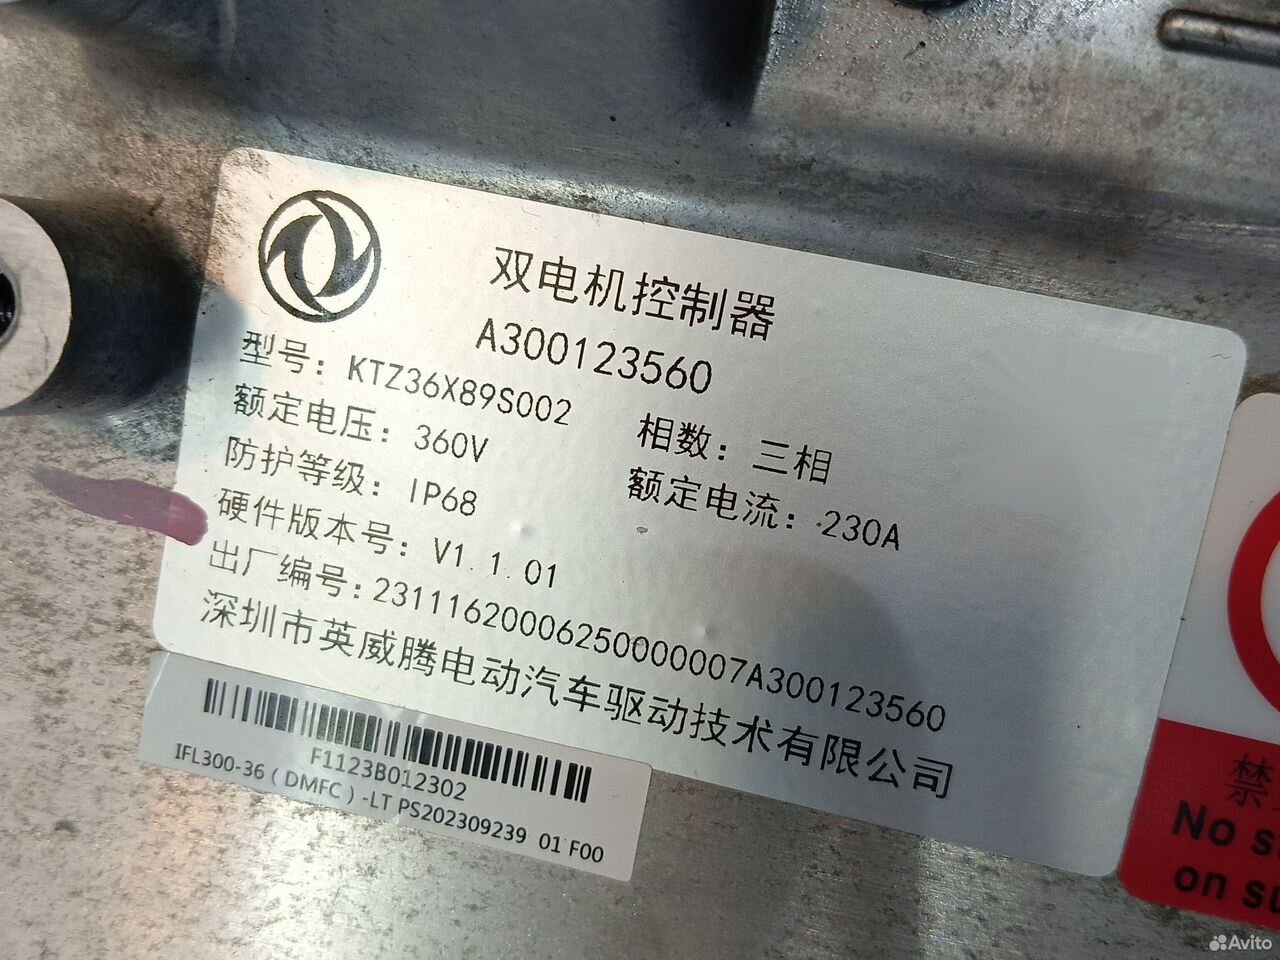 双电机控制器
A300123560
型号: KTZ36X89S002
相数: 三相
额定电压: 360V
额定电流: 230A
防护等级: IP68
硬件版本号: V1.1.01
出厂编号: 2311162000625000007A300123560
深圳市英威腾电动汽车驱动技术有限公司
F1123B012302
IFL300-36(DMFC)-LT PS202309239 01 F00
禁
No s
on su
Avito